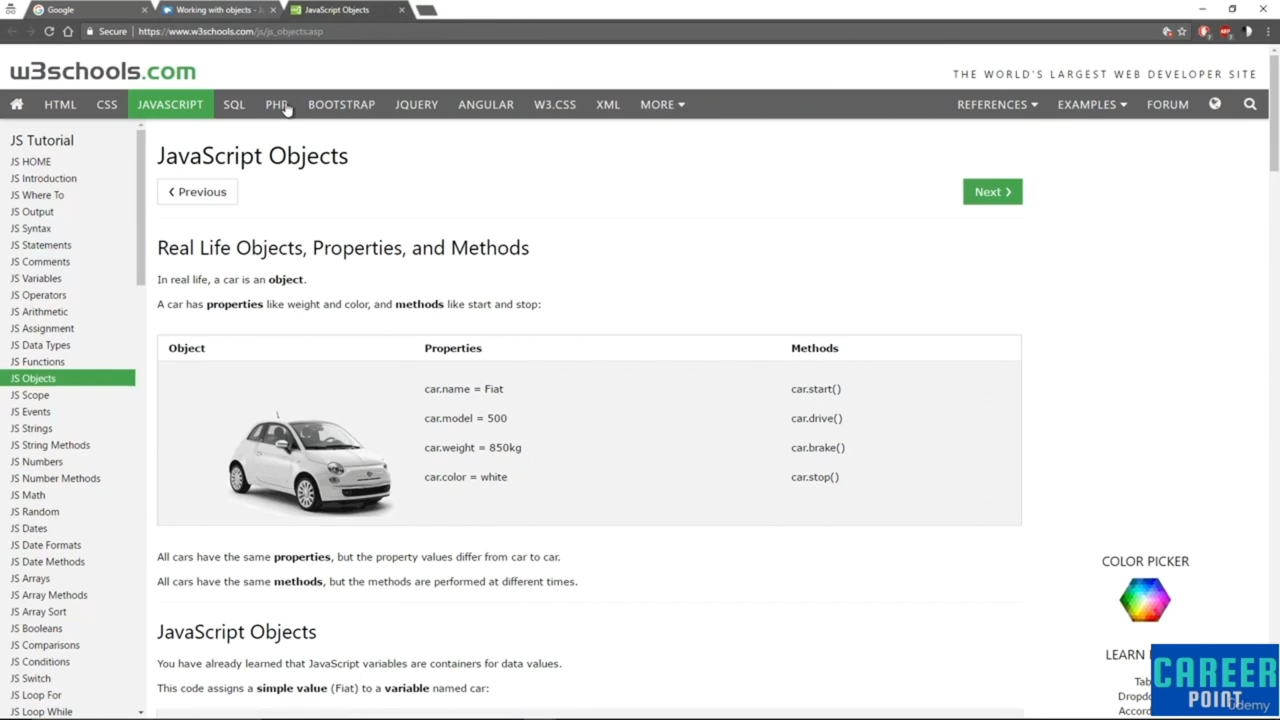 Google
Working with objects -
JavaScript Objects
Secure
https://www.w3schools.com/js/js_objects.asp
w3schools.com
THE WORLD'S LARGEST WEB DEVELOPER SITE
HTML CSS JAVASCRIPT SQL PHP BOOTSTRAP JQUERY ANGULAR W3.CSS XML MORE REFERENCES EXAMPLES FORUM
JS Tutorial
JS HOME
JS Introduction
JS Where To
JS Output
JS Syntax
JS Statements
JS Comments
JS Variables
JS Operators
JS Arithmetic
JS Assignment
JS Data Types
JS Functions
JS Objects
JS Scope
JS Events
JS Strings
JS String Methods
JS Numbers
JS Number Methods
JS Math
JS Random
JS Dates
JS Date Formats
JS Date Methods
JS Arrays
JS Array Methods
JS Array Sort
JS Booleans
JS Comparisons
JS Conditions
JS Switch
JS Loop For
JS Loop While
JavaScript Objects
❮ Previous
Next ❯
Real Life Objects, Properties, and Methods
In real life, a car is an object.
A car has properties like weight and color, and methods like start and stop:
Object Properties Methods
car.name = Fiat car.start()
car.model = 500 car.drive()
car.weight = 850kg car.brake()
car.color = white car.stop()
All cars have the same properties, but the property values differ from car to car.
All cars have the same methods, but the methods are performed at different times.
JavaScript Objects
You have already learned that JavaScript variables are containers for data values.
This code assigns a simple value (Fiat) to a variable named car:
COLOR PICKER
LEARN
Tab
Dropd
Accord
CAREER
POINT
Udemy